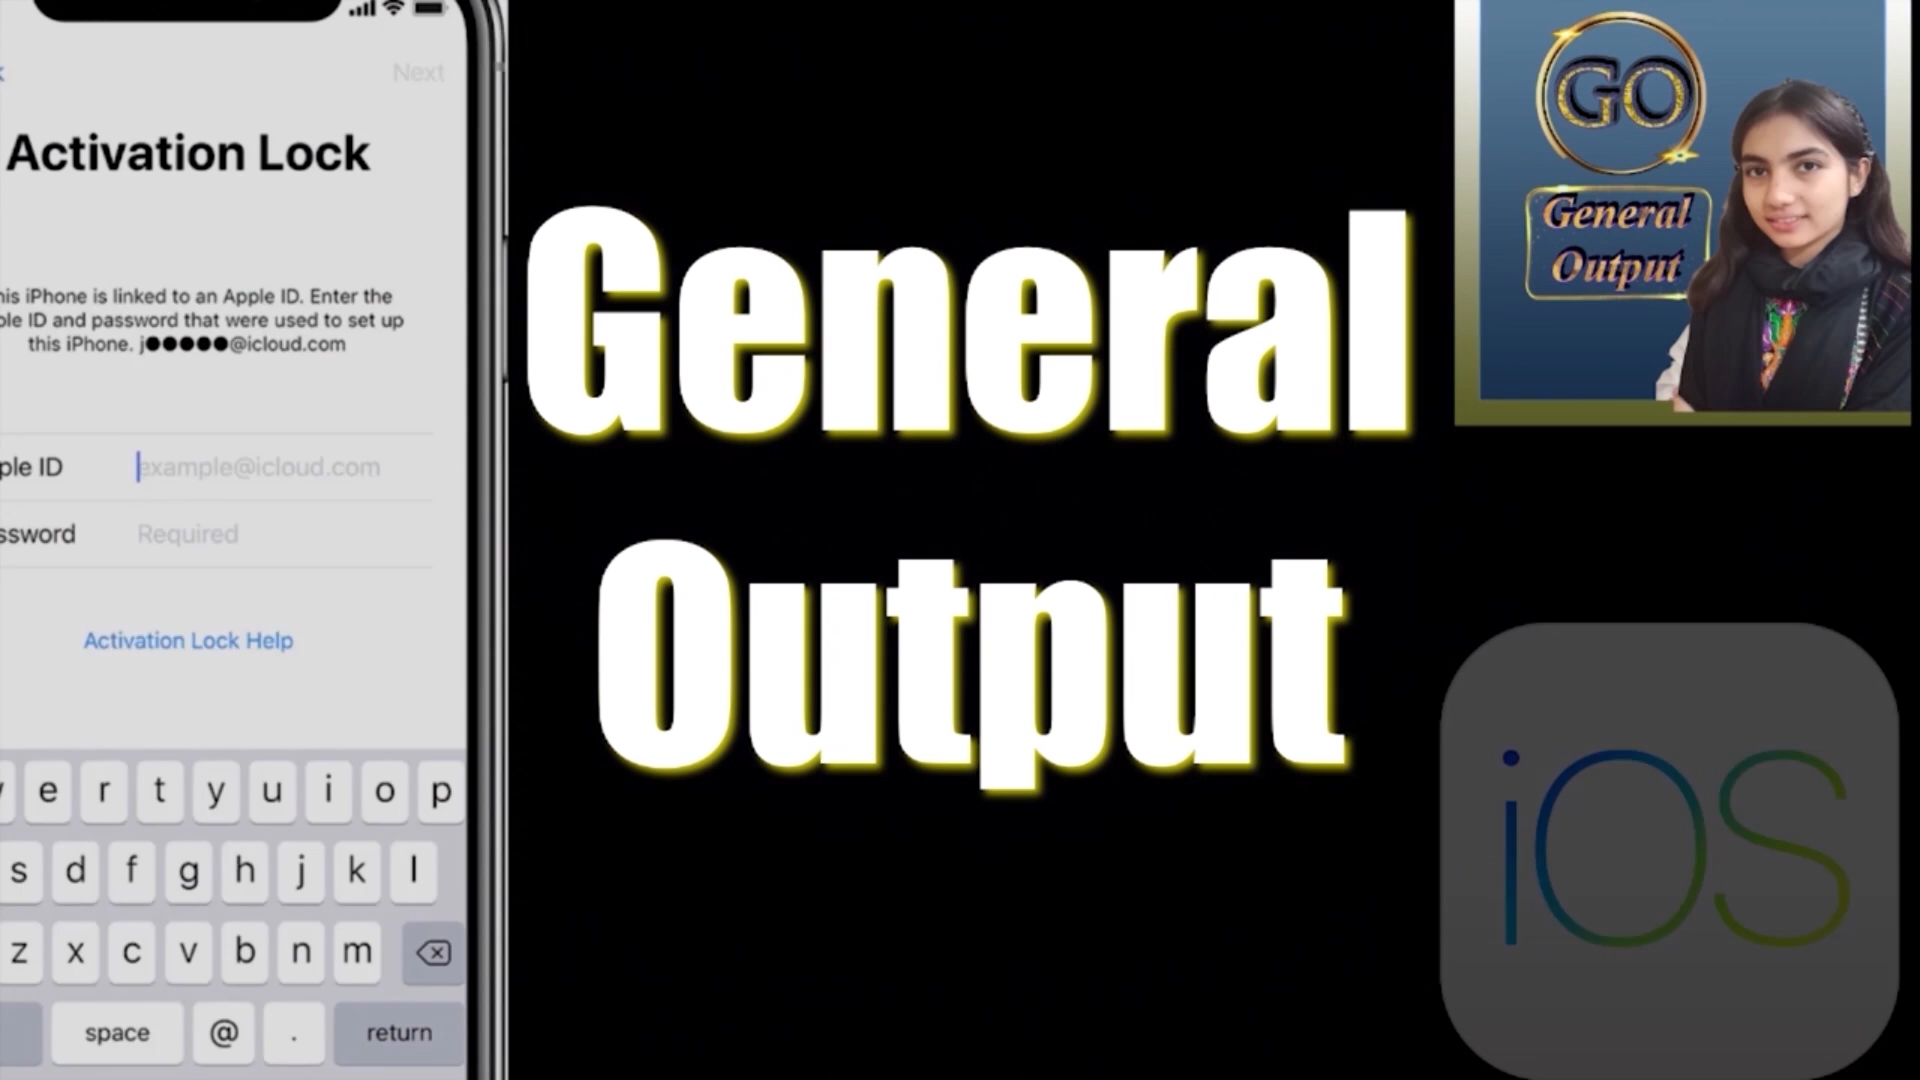 Next
Activation Lock
his iPhone is linked to an Apple ID. Enter the
ple ID and password that were used to set up
this iPhone. j●●●●●@icloud.com
ple ID example@icloud.com
ssword Required
Activation Lock Help
e r t y u i o p
s d f g h j k l
z x c v b n m
space @ . return
General
Output
GO
General
Output
iOS